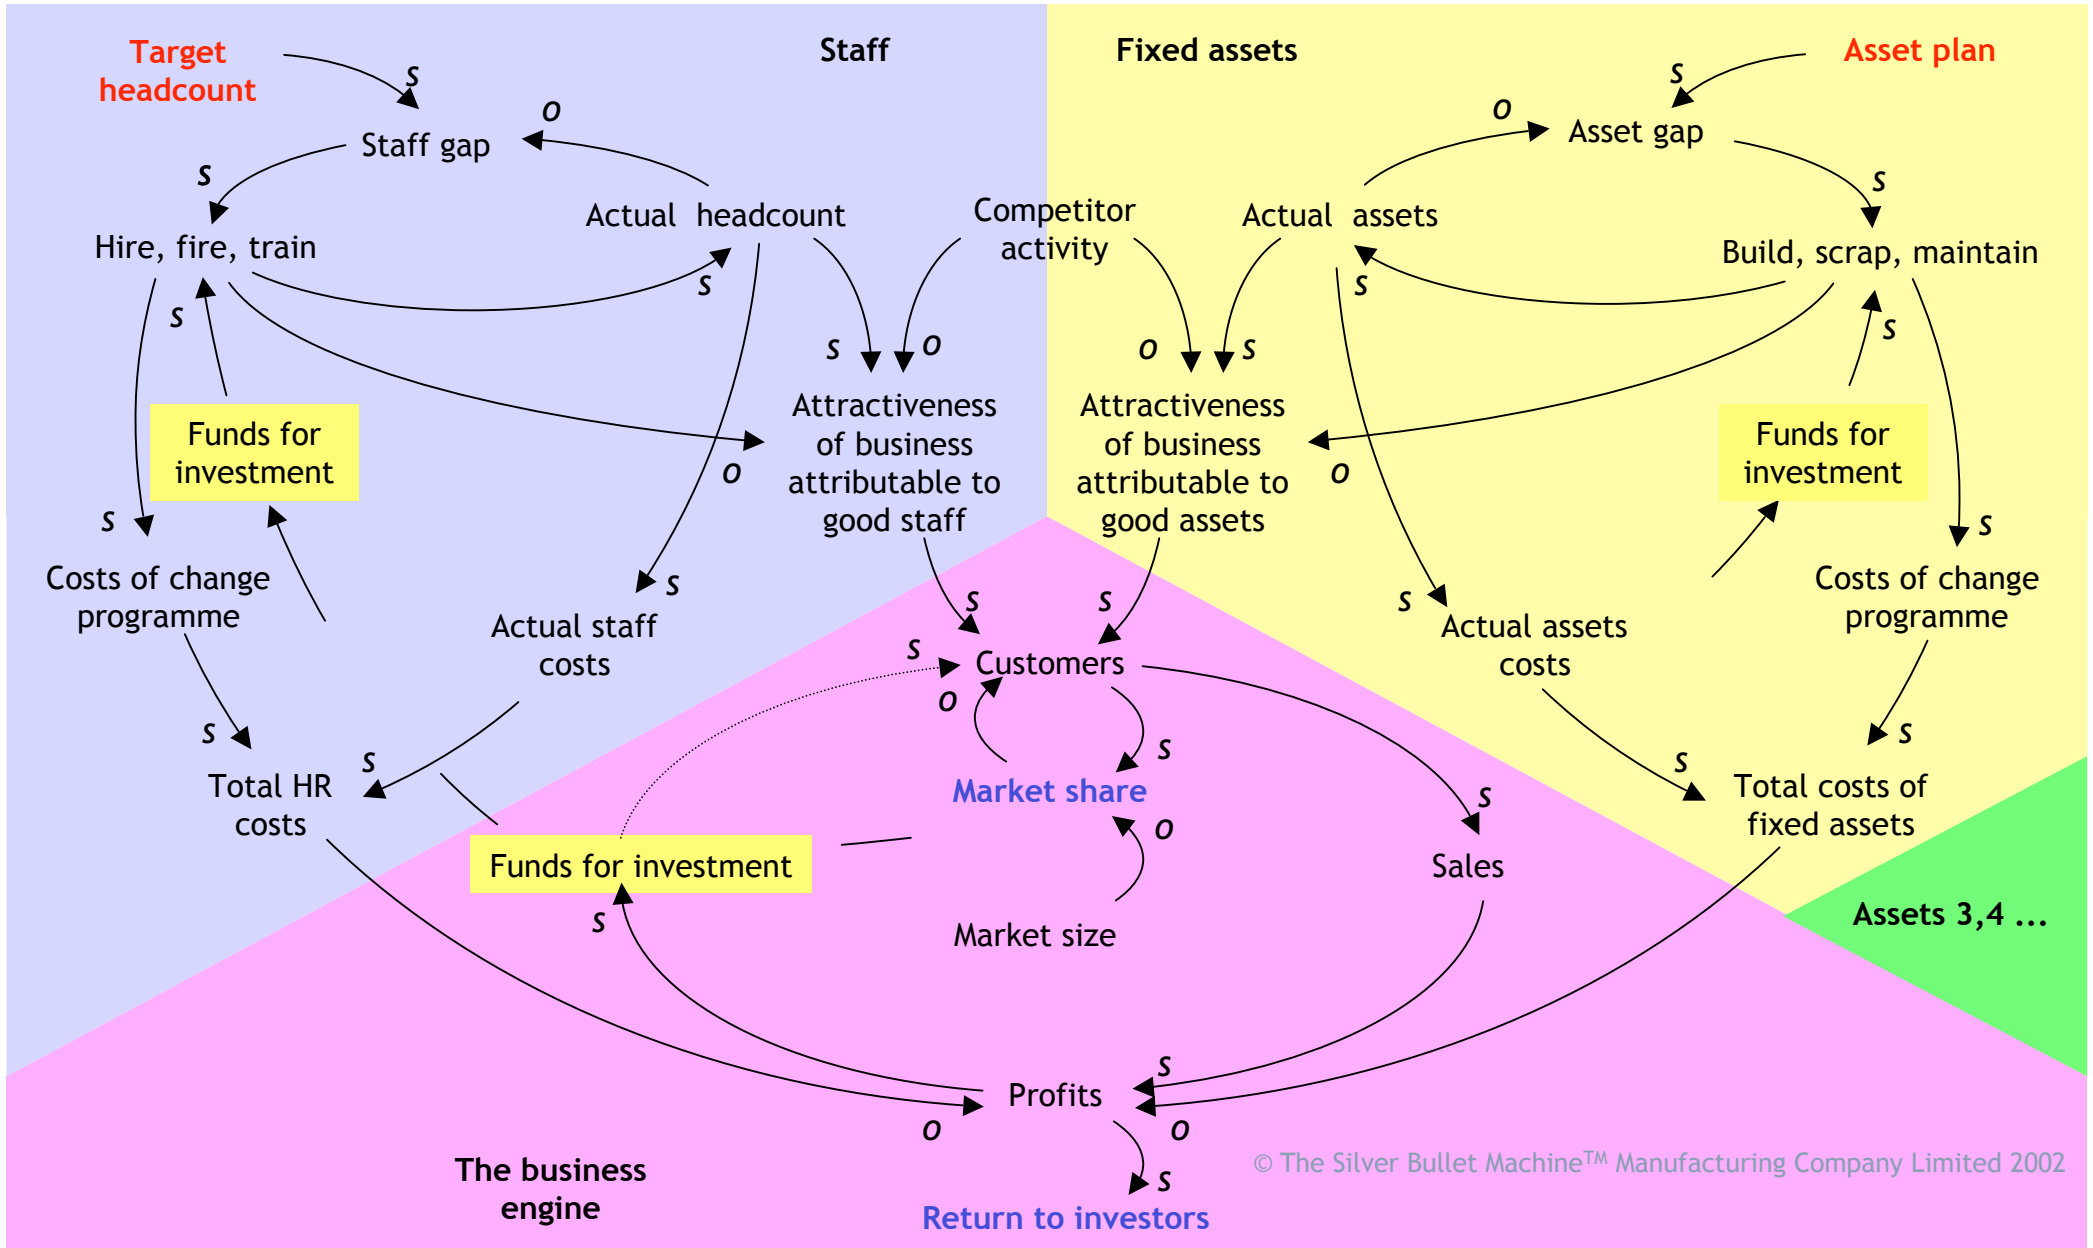 Target
headcount
Staff
Fixed assets
Asset plan
S
S
O
O
Staff gap
Asset gap
S
S
Actual headcount
Competitor
activity
Actual assets
Hire, fire, train
Build, scrap, maintain
S
S
S
S
S
O
O
S
Attractiveness
of business
attributable to
good staff
Attractiveness
of business
attributable to
good assets
Funds for
investment
Funds for
investment
O
O
S
S
Costs of change
programme
Costs of change
programme
S
S
Actual staff
costs
Actual assets
costs
S
S
S
Customers
O
S
S
S
S
S
Total HR
costs
Market share
Total costs of
fixed assets
S
O
Funds for investment
Sales
S
Market size
Assets 3,4 ...
S
Profits
O
O
The business
engine
© The Silver Bullet Machine™ Manufacturing Company Limited 2002
S
Return to investors